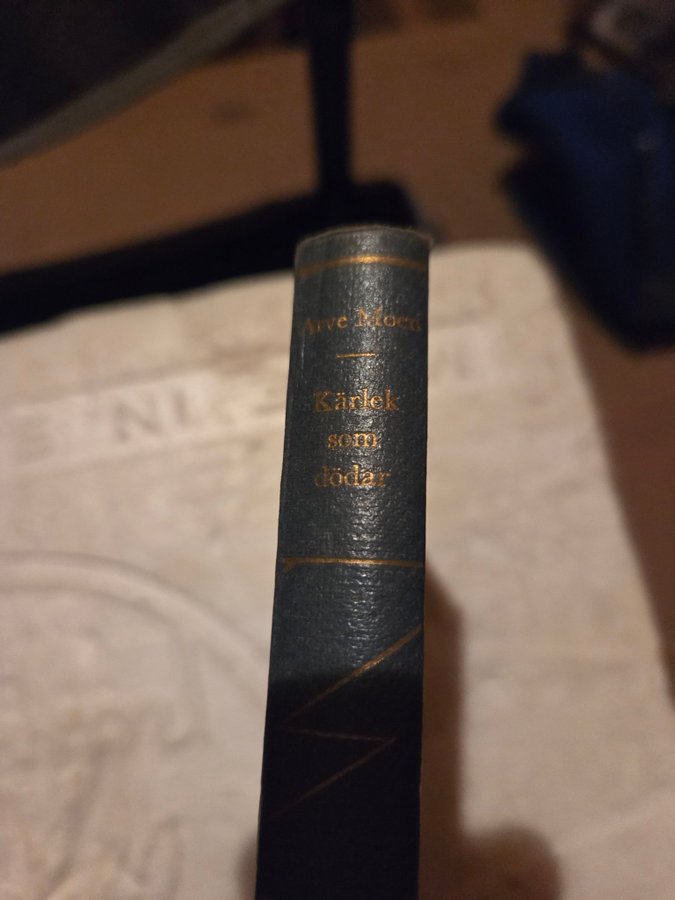 Arve Moen
Kärlek
som
dödar